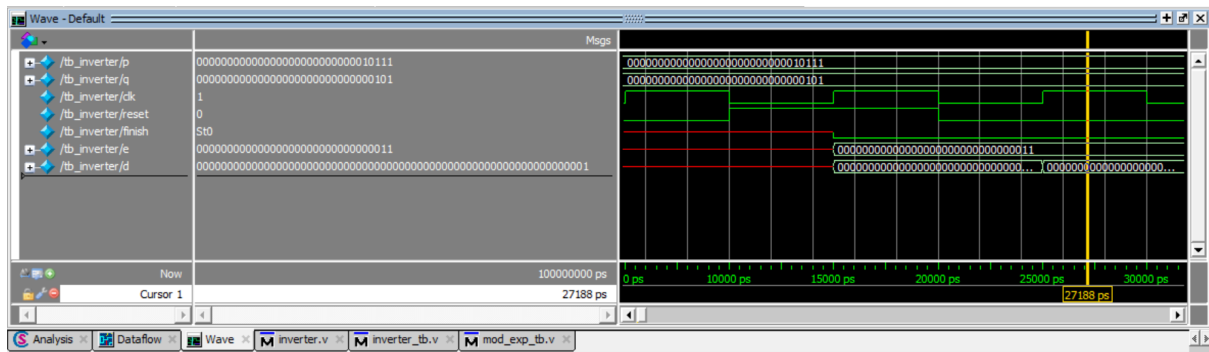 Wave - Default
Msgs
/tb_inverter/p 00000000000000000000000000010111 00000000000000000000000000010111
/tb_inverter/q 00000000000000000000000000000101 00000000000000000000000000000101
/tb_inverter/clk 1
/tb_inverter/reset 0
/tb_inverter/finish St0
/tb_inverter/e 00000000000000000000000000000011 00000000000000000000000000000011
/tb_inverter/d 0000000000000000000000000000000000000000000000000000000000000001 0000000000000000000000000000000... 00000000000000000000...
Now 100000000 ps 0 ps 10000 ps 15000 ps 20000 ps 25000 ps 30000 ps
Cursor 1 27188 ps 27188 ps
Analysis Dataflow Wave inverter.v inverter_tb.v mod_exp_tb.v